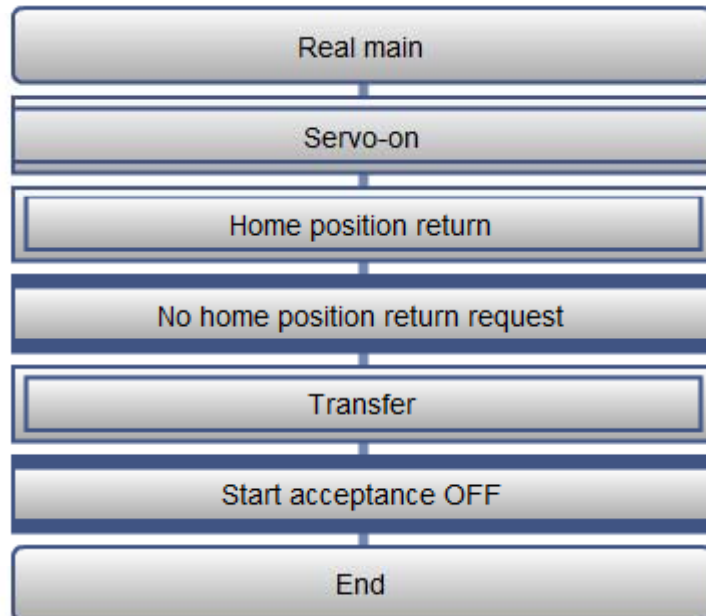 Real main
Servo-on
Home position return
No home position return request
Transfer
Start acceptance OFF
End